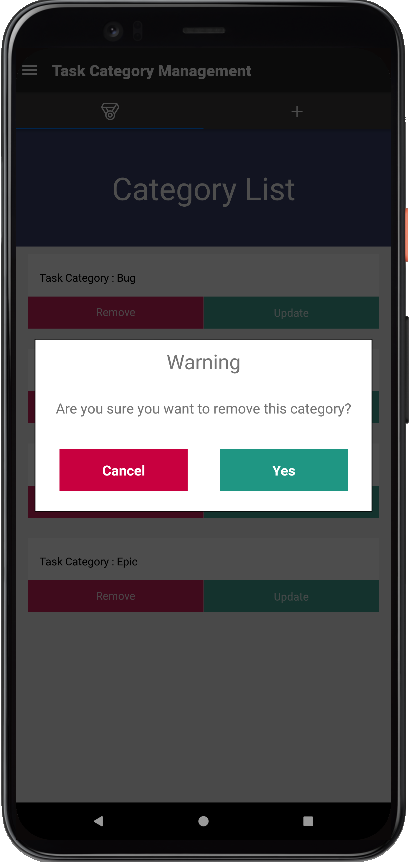 Task Category Management
Category List
Task Category : Bug
Remove Update
Warning
Are you sure you want to remove this category?
Cancel Yes
Task Category : Epic
Remove Update